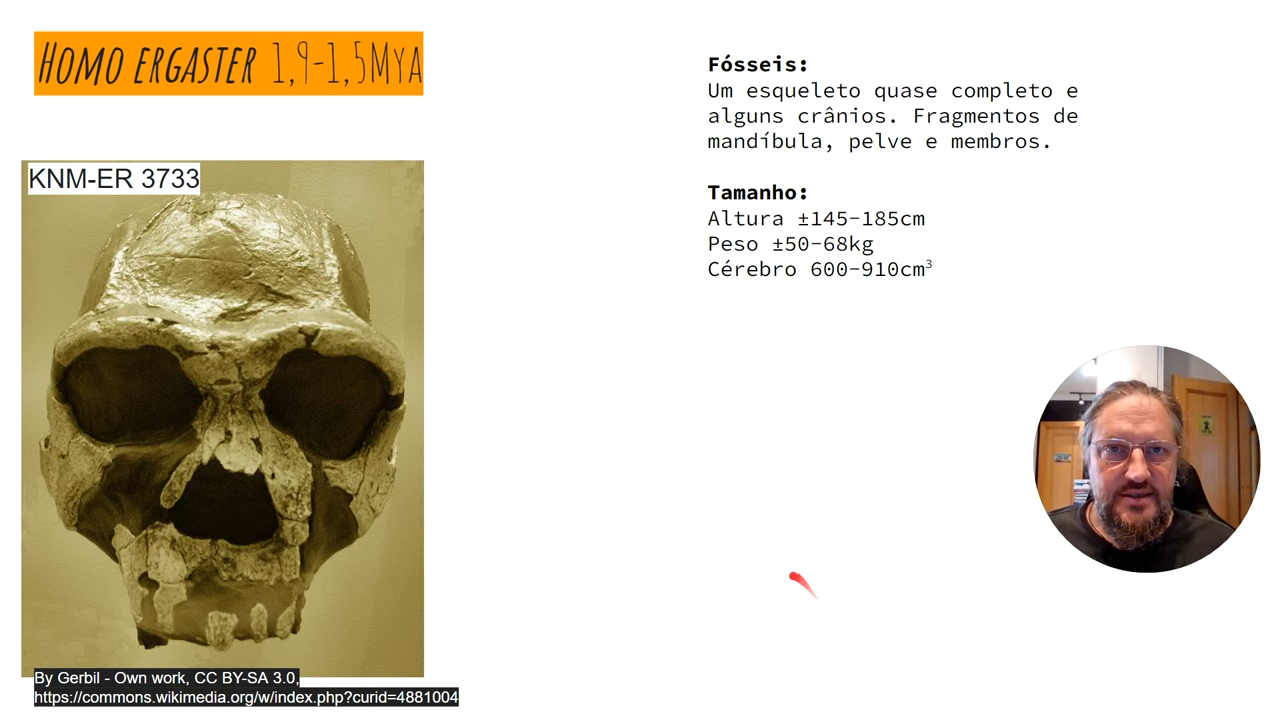 Homo ergaster 1,9-1,5Mya
KNM-ER 3733
By Gerbil - Own work, CC BY-SA 3.0,
https://commons.wikimedia.org/w/index.php?curid=4881004
Fósseis:
Um esqueleto quase completo e
alguns crânios. Fragmentos de
mandíbula, pelve e membros.
Tamanho:
Altura ±145-185cm
Peso ±50-68kg
Cérebro 600-910cm³